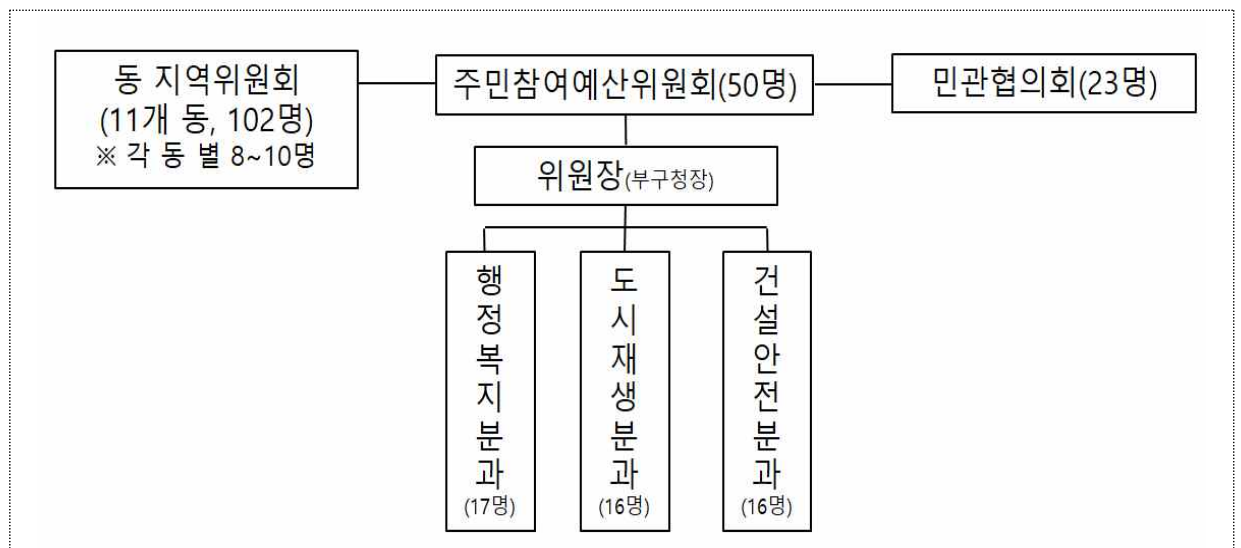 동 지역위원회
(11개 동, 102명)
※ 각 동 별 8~10명
주민참여예산위원회(50명)
민관협의회(23명)
위원장(부구청장)
행정복지분과
(17명)
도시재생분과
(16명)
건설안전분과
(16명)